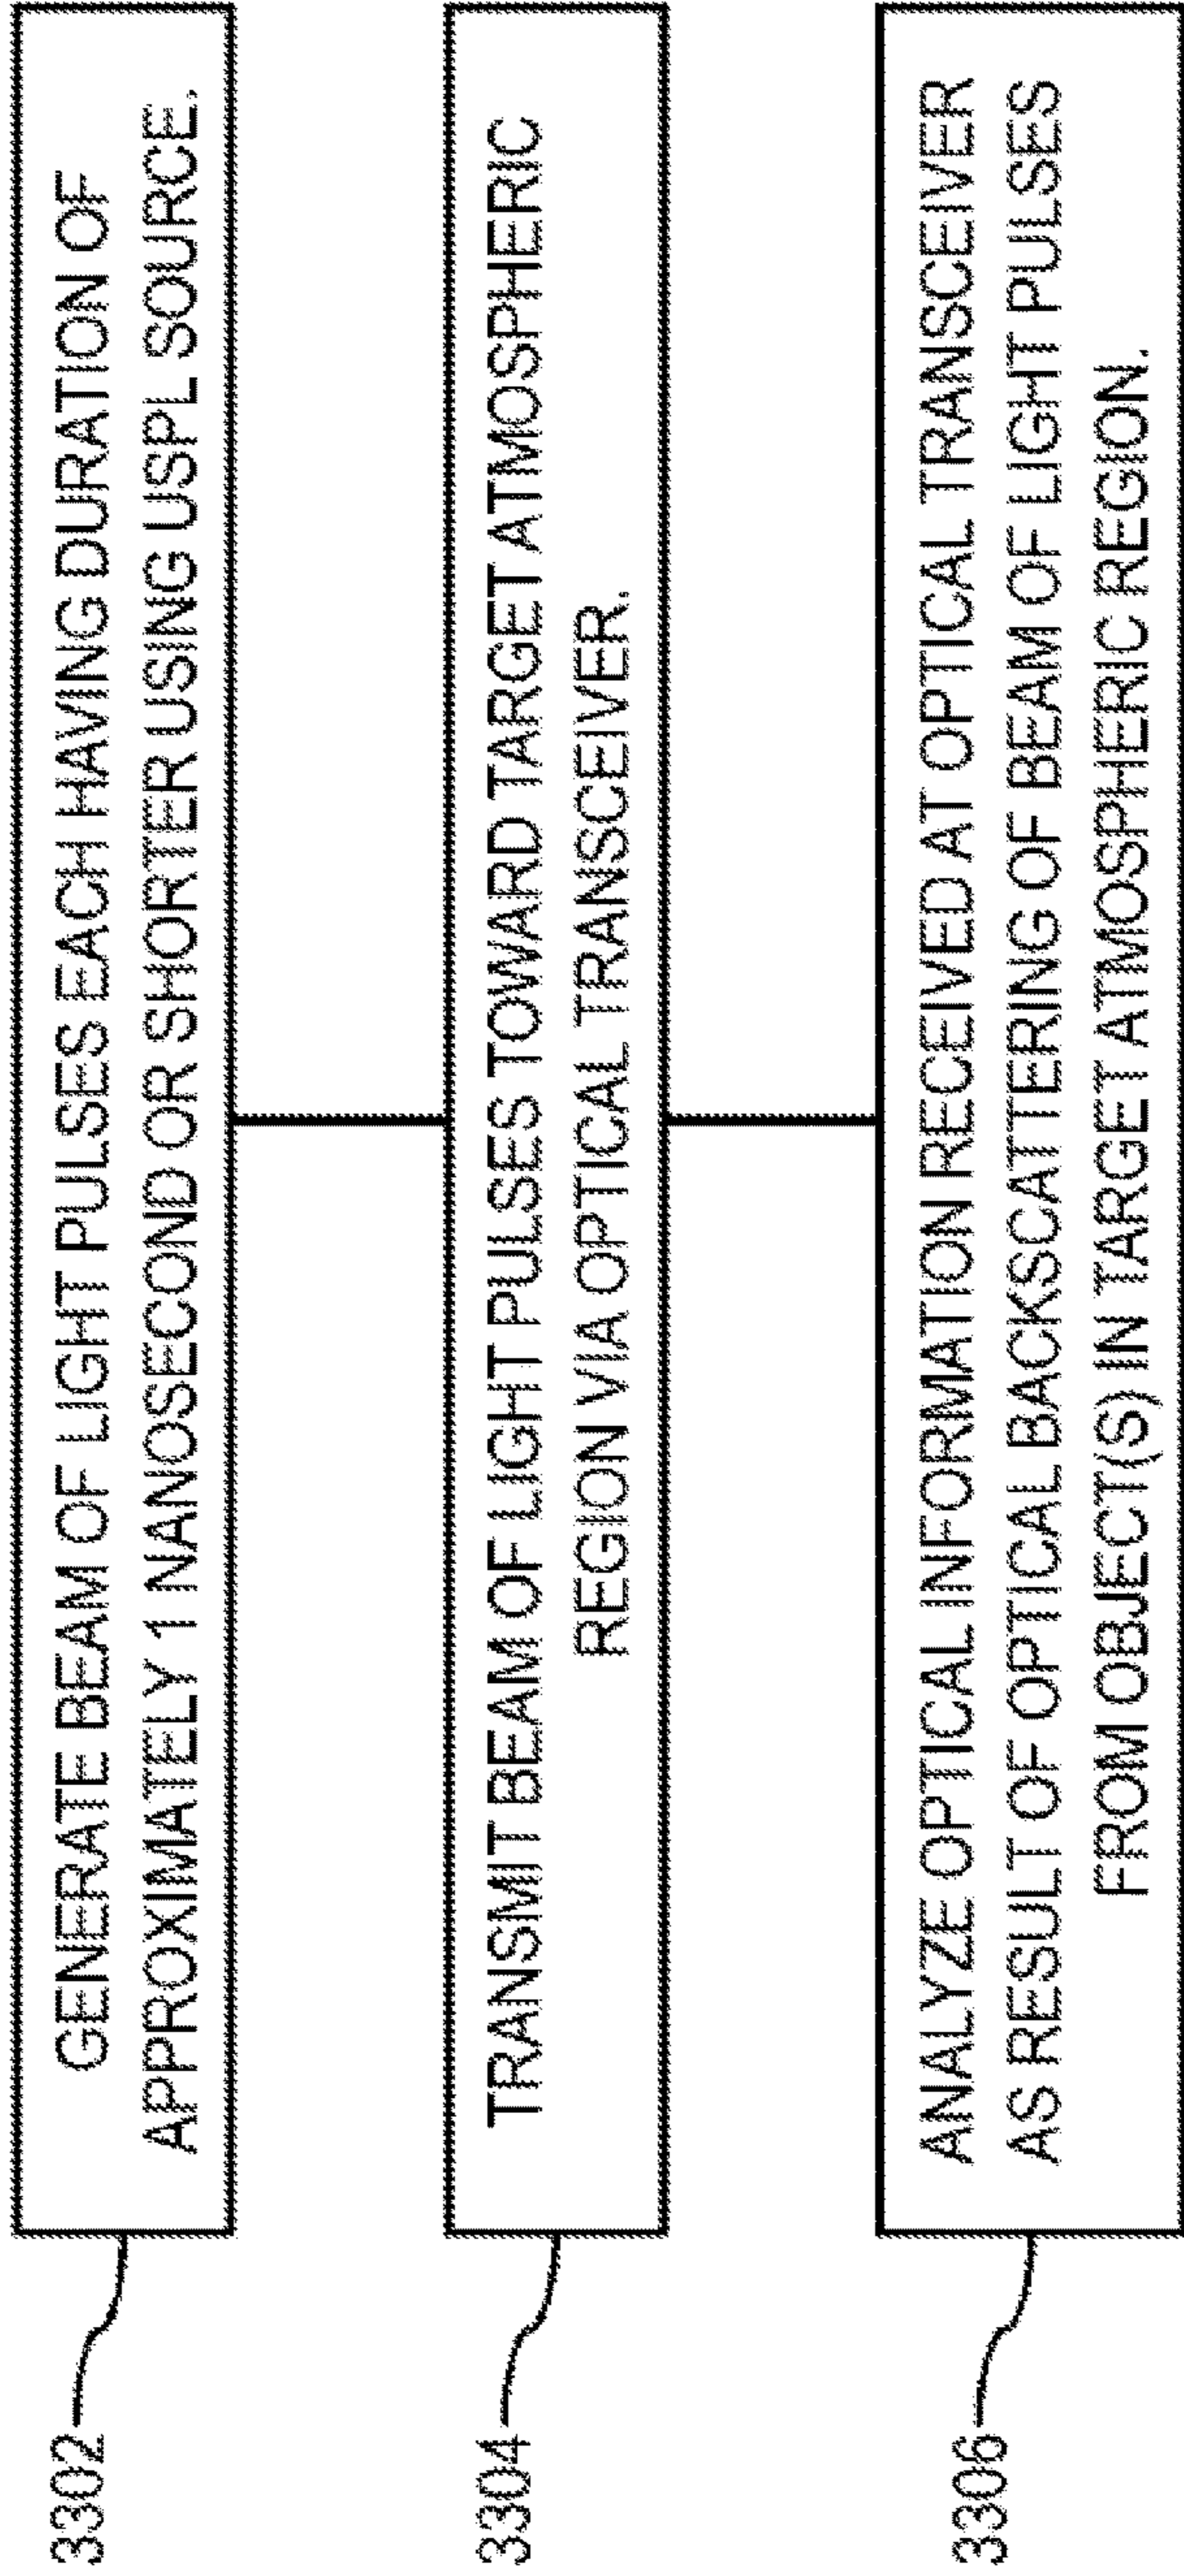 3302
GENERATE BEAM OF LIGHT PULSES EACH HAVING DURATION OF
APPROXIMATELY 1 NANOSECOND OR SHORTER USING USPL SOURCE.
3304
TRANSMIT BEAM OF LIGHT PULSES TOWARD TARGET ATMOSPHERIC
REGION VIA OPTICAL TRANSCEIVER.
3306
ANALYZE OPTICAL INFORMATION RECEIVED AT OPTICAL TRANSCEIVER
AS RESULT OF OPTICAL BACKSCATTERING OF BEAM OF LIGHT PULSES
FROM OBJECT(S) IN TARGET ATMOSPHERIC REGION.